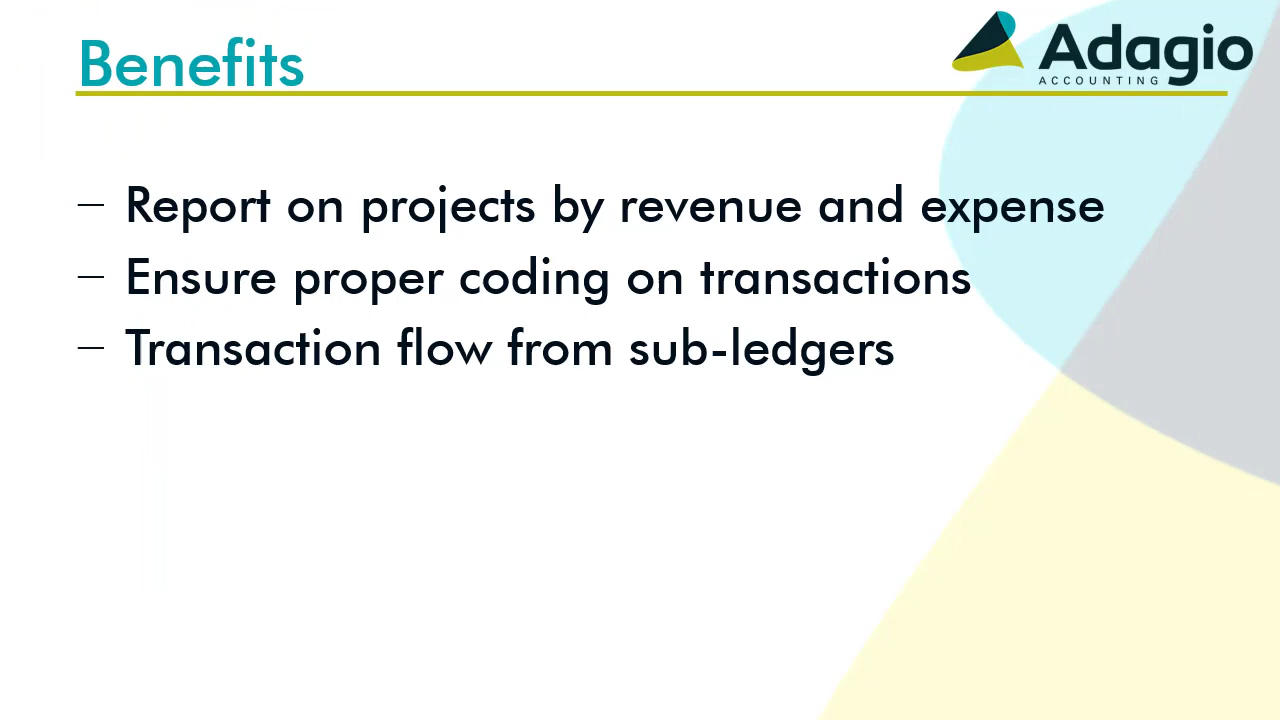 Benefits
Adagio
ACCOUNTING
– Report on projects by revenue and expense
– Ensure proper coding on transactions
– Transaction flow from sub-ledgers